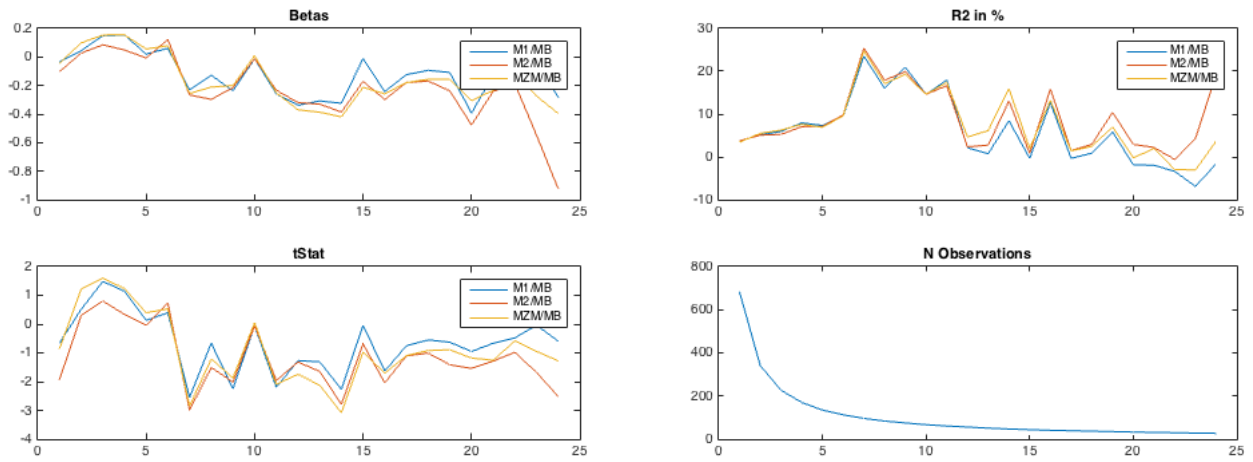 Betas
0.2
0
-0.2
-0.4
-0.6
-0.8
-1
0 5 10 15 20 25
M1/MB
M2/MB
MZM/MB
R2 in %
30
20
10
0
-10
0 5 10 15 20 25
M1/MB
M2/MB
MZM/MB
tStat
2
1
0
-1
-2
-3
-4
0 5 10 15 20 25
M1/MB
M2/MB
MZM/MB
N Observations
800
600
400
200
0
0 5 10 15 20 25